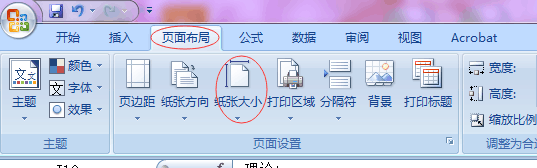 开始 插入 页面布局 公式 数据 审阅 视图 Acrobat
主题 颜色 字体 效果
页边距 纸张方向 纸张大小 打印区域 分隔符 背景 打印标题
宽度:
高度:
缩放比例
主题 页面设置 调整为合适